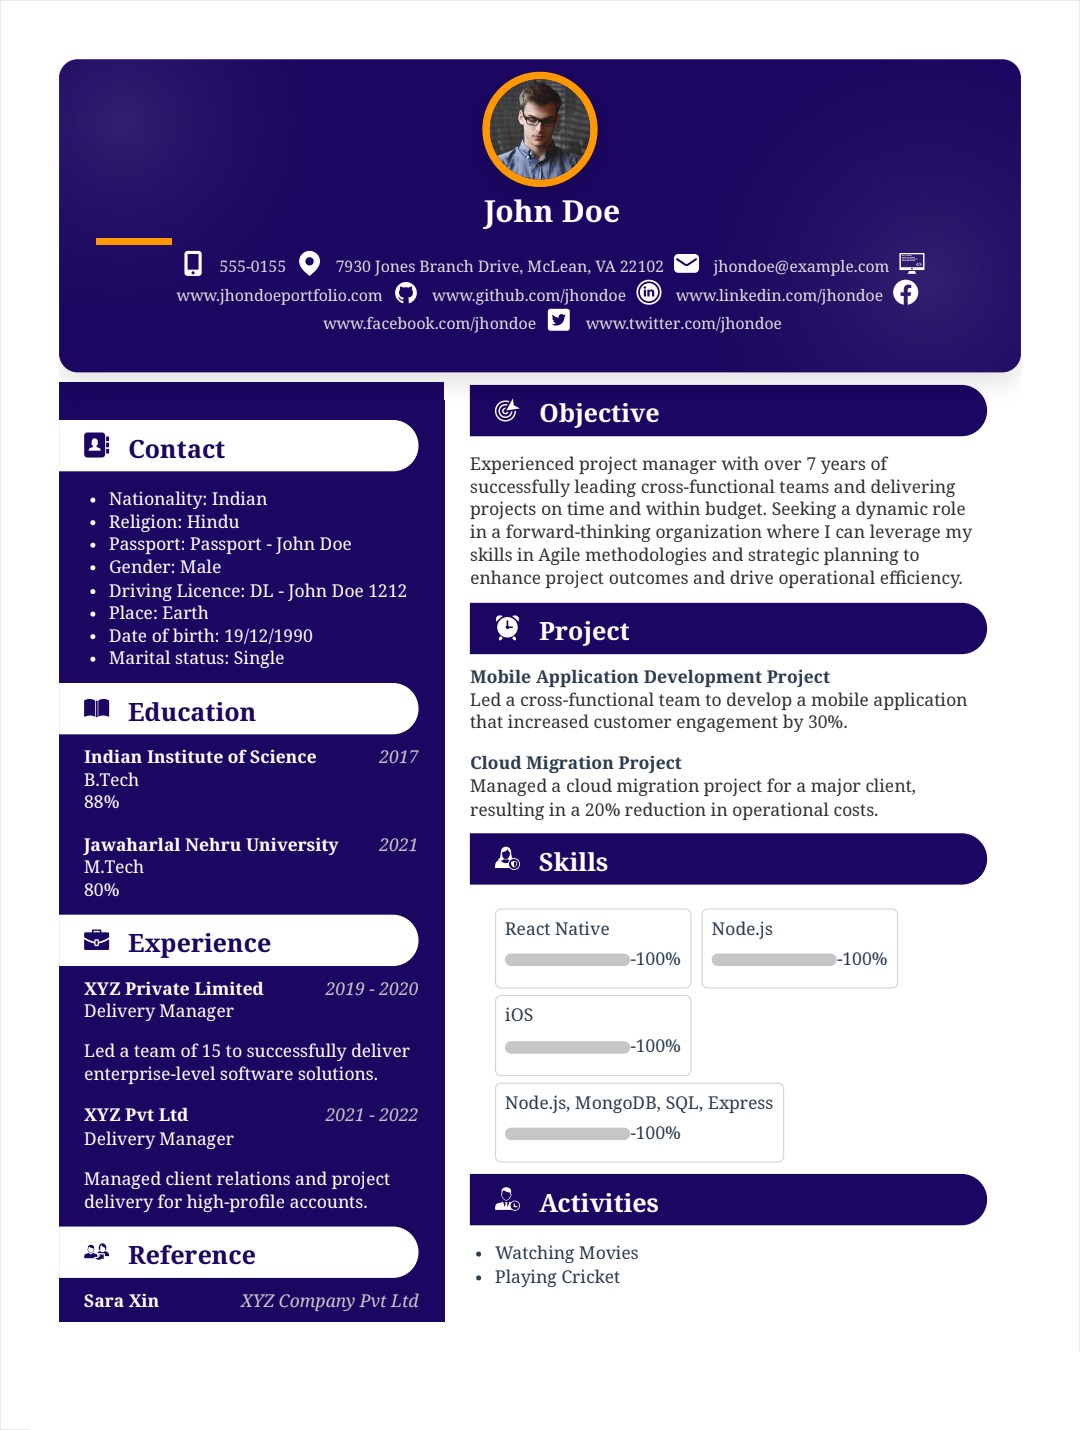 John Doe
555-0155 7930 Jones Branch Drive, McLean, VA 22102 jhondoe@example.com
www.jhondoeportfolio.com www.github.com/jhondoe www.linkedin.com/jhondoe
www.facebook.com/jhondoe www.twitter.com/jhondoe
Contact
Nationality: Indian
Religion: Hindu
Passport: Passport - John Doe
Gender: Male
Driving Licence: DL - John Doe 1212
Place: Earth
Date of birth: 19/12/1990
Marital status: Single
Education
Indian Institute of Science 2017
B.Tech
88%
Jawaharlal Nehru University 2021
M.Tech
80%
Experience
XYZ Private Limited 2019 - 2020
Delivery Manager
Led a team of 15 to successfully deliver
enterprise-level software solutions.
XYZ Pvt Ltd 2021 - 2022
Delivery Manager
Managed client relations and project
delivery for high-profile accounts.
Reference
Sara Xin XYZ Company Pvt Ltd
Objective
Experienced project manager with over 7 years of
successfully leading cross-functional teams and delivering
projects on time and within budget. Seeking a dynamic role
in a forward-thinking organization where I can leverage my
skills in Agile methodologies and strategic planning to
enhance project outcomes and drive operational efficiency.
Project
Mobile Application Development Project
Led a cross-functional team to develop a mobile application
that increased customer engagement by 30%.
Cloud Migration Project
Managed a cloud migration project for a major client,
resulting in a 20% reduction in operational costs.
Skills
React Native
-100%
Node.js
-100%
iOS
-100%
Node.js, MongoDB, SQL, Express
-100%
Activities
Watching Movies
Playing Cricket